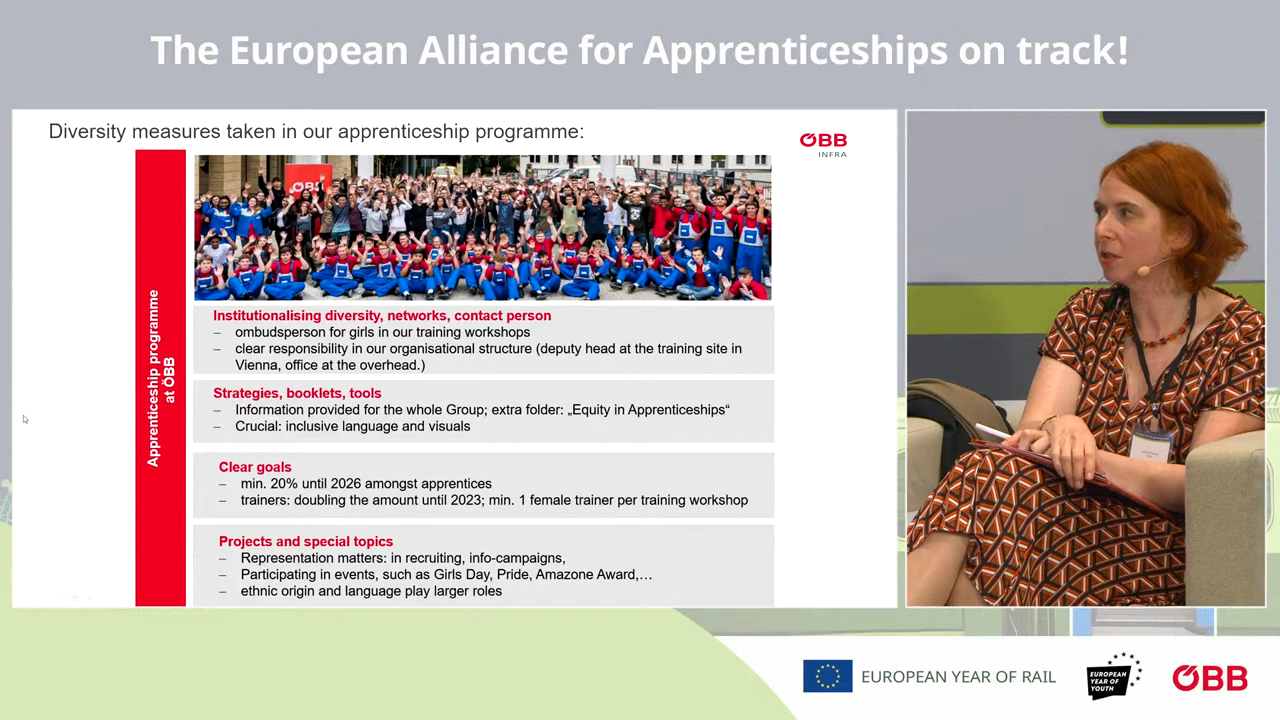 The European Alliance for Apprenticeships on track!
Diversity measures taken in our apprenticeship programme:
ÖBB
INFRA
ÖBB
Apprenticeship programme
at ÖBB
Institutionalising diversity, networks, contact person
– ombudsperson for girls in our training workshops
– clear responsibility in our organisational structure (deputy head at the training site in
Vienna, office at the overhead.)
Strategies, booklets, tools
– Information provided for the whole Group; extra folder: „Equity in Apprenticeships“
– Crucial: inclusive language and visuals
Clear goals
– min. 20% until 2026 amongst apprentices
– trainers: doubling the amount until 2023; min. 1 female trainer per training workshop
Projects and special topics
– Representation matters: in recruiting, info-campaigns,
– Participating in events, such as Girls Day, Pride, Amazone Award,…
– ethnic origin and language play larger roles
EUROPEAN YEAR OF RAIL
EUROPEAN
YEAR OF
YOUTH
ÖBB